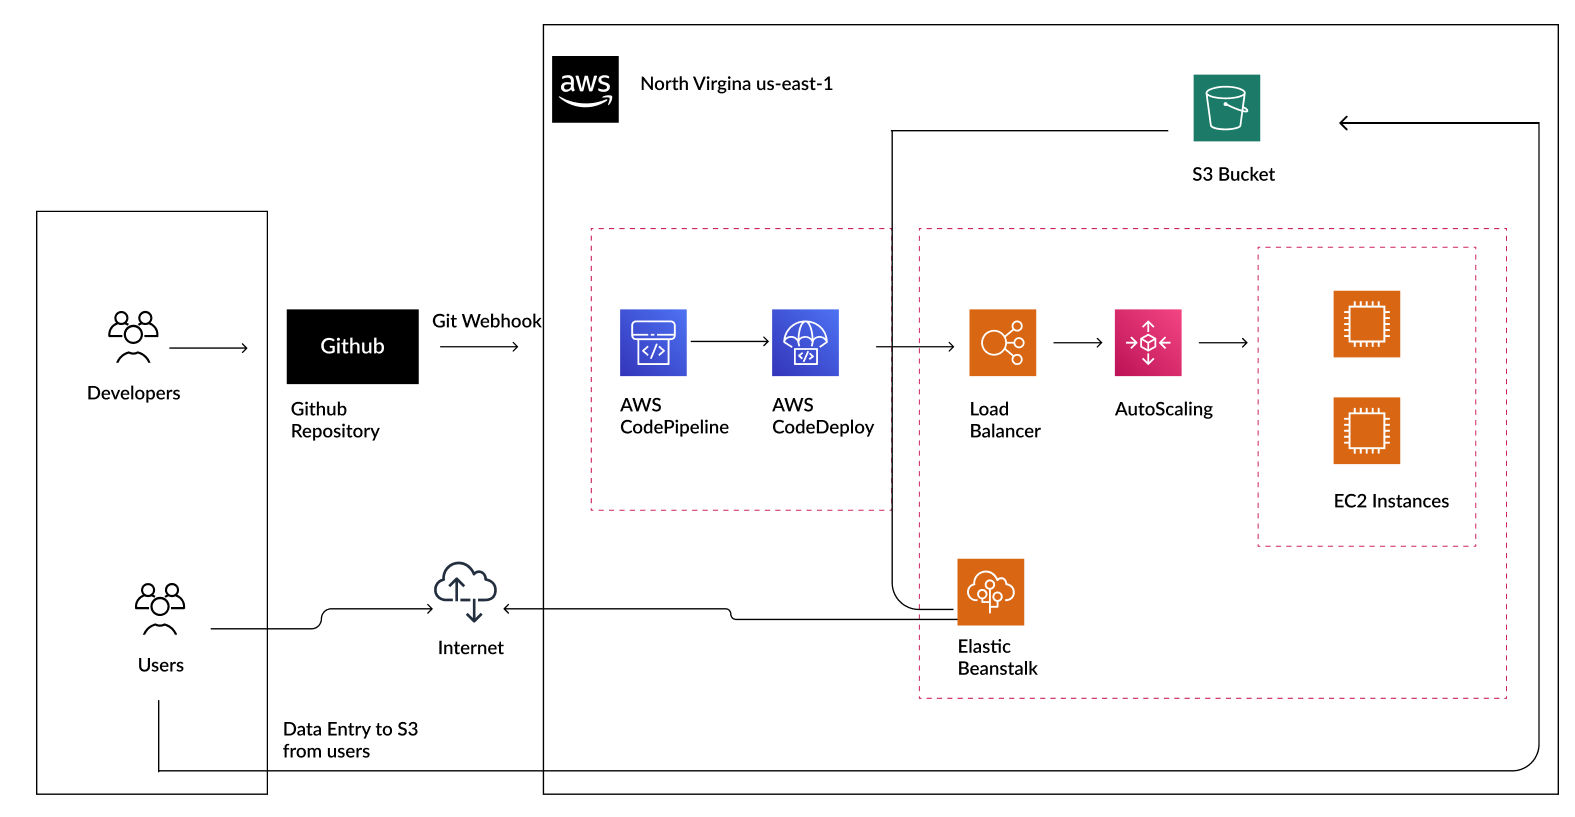 aws
North Virgina us-east-1
S3 Bucket
Developers
Github
Github
Repository
Git Webhook
AWS
CodePipeline
AWS
CodeDeploy
Load
Balancer
AutoScaling
EC2 Instances
Users
Internet
Elastic
Beanstalk
Data Entry to S3
from users